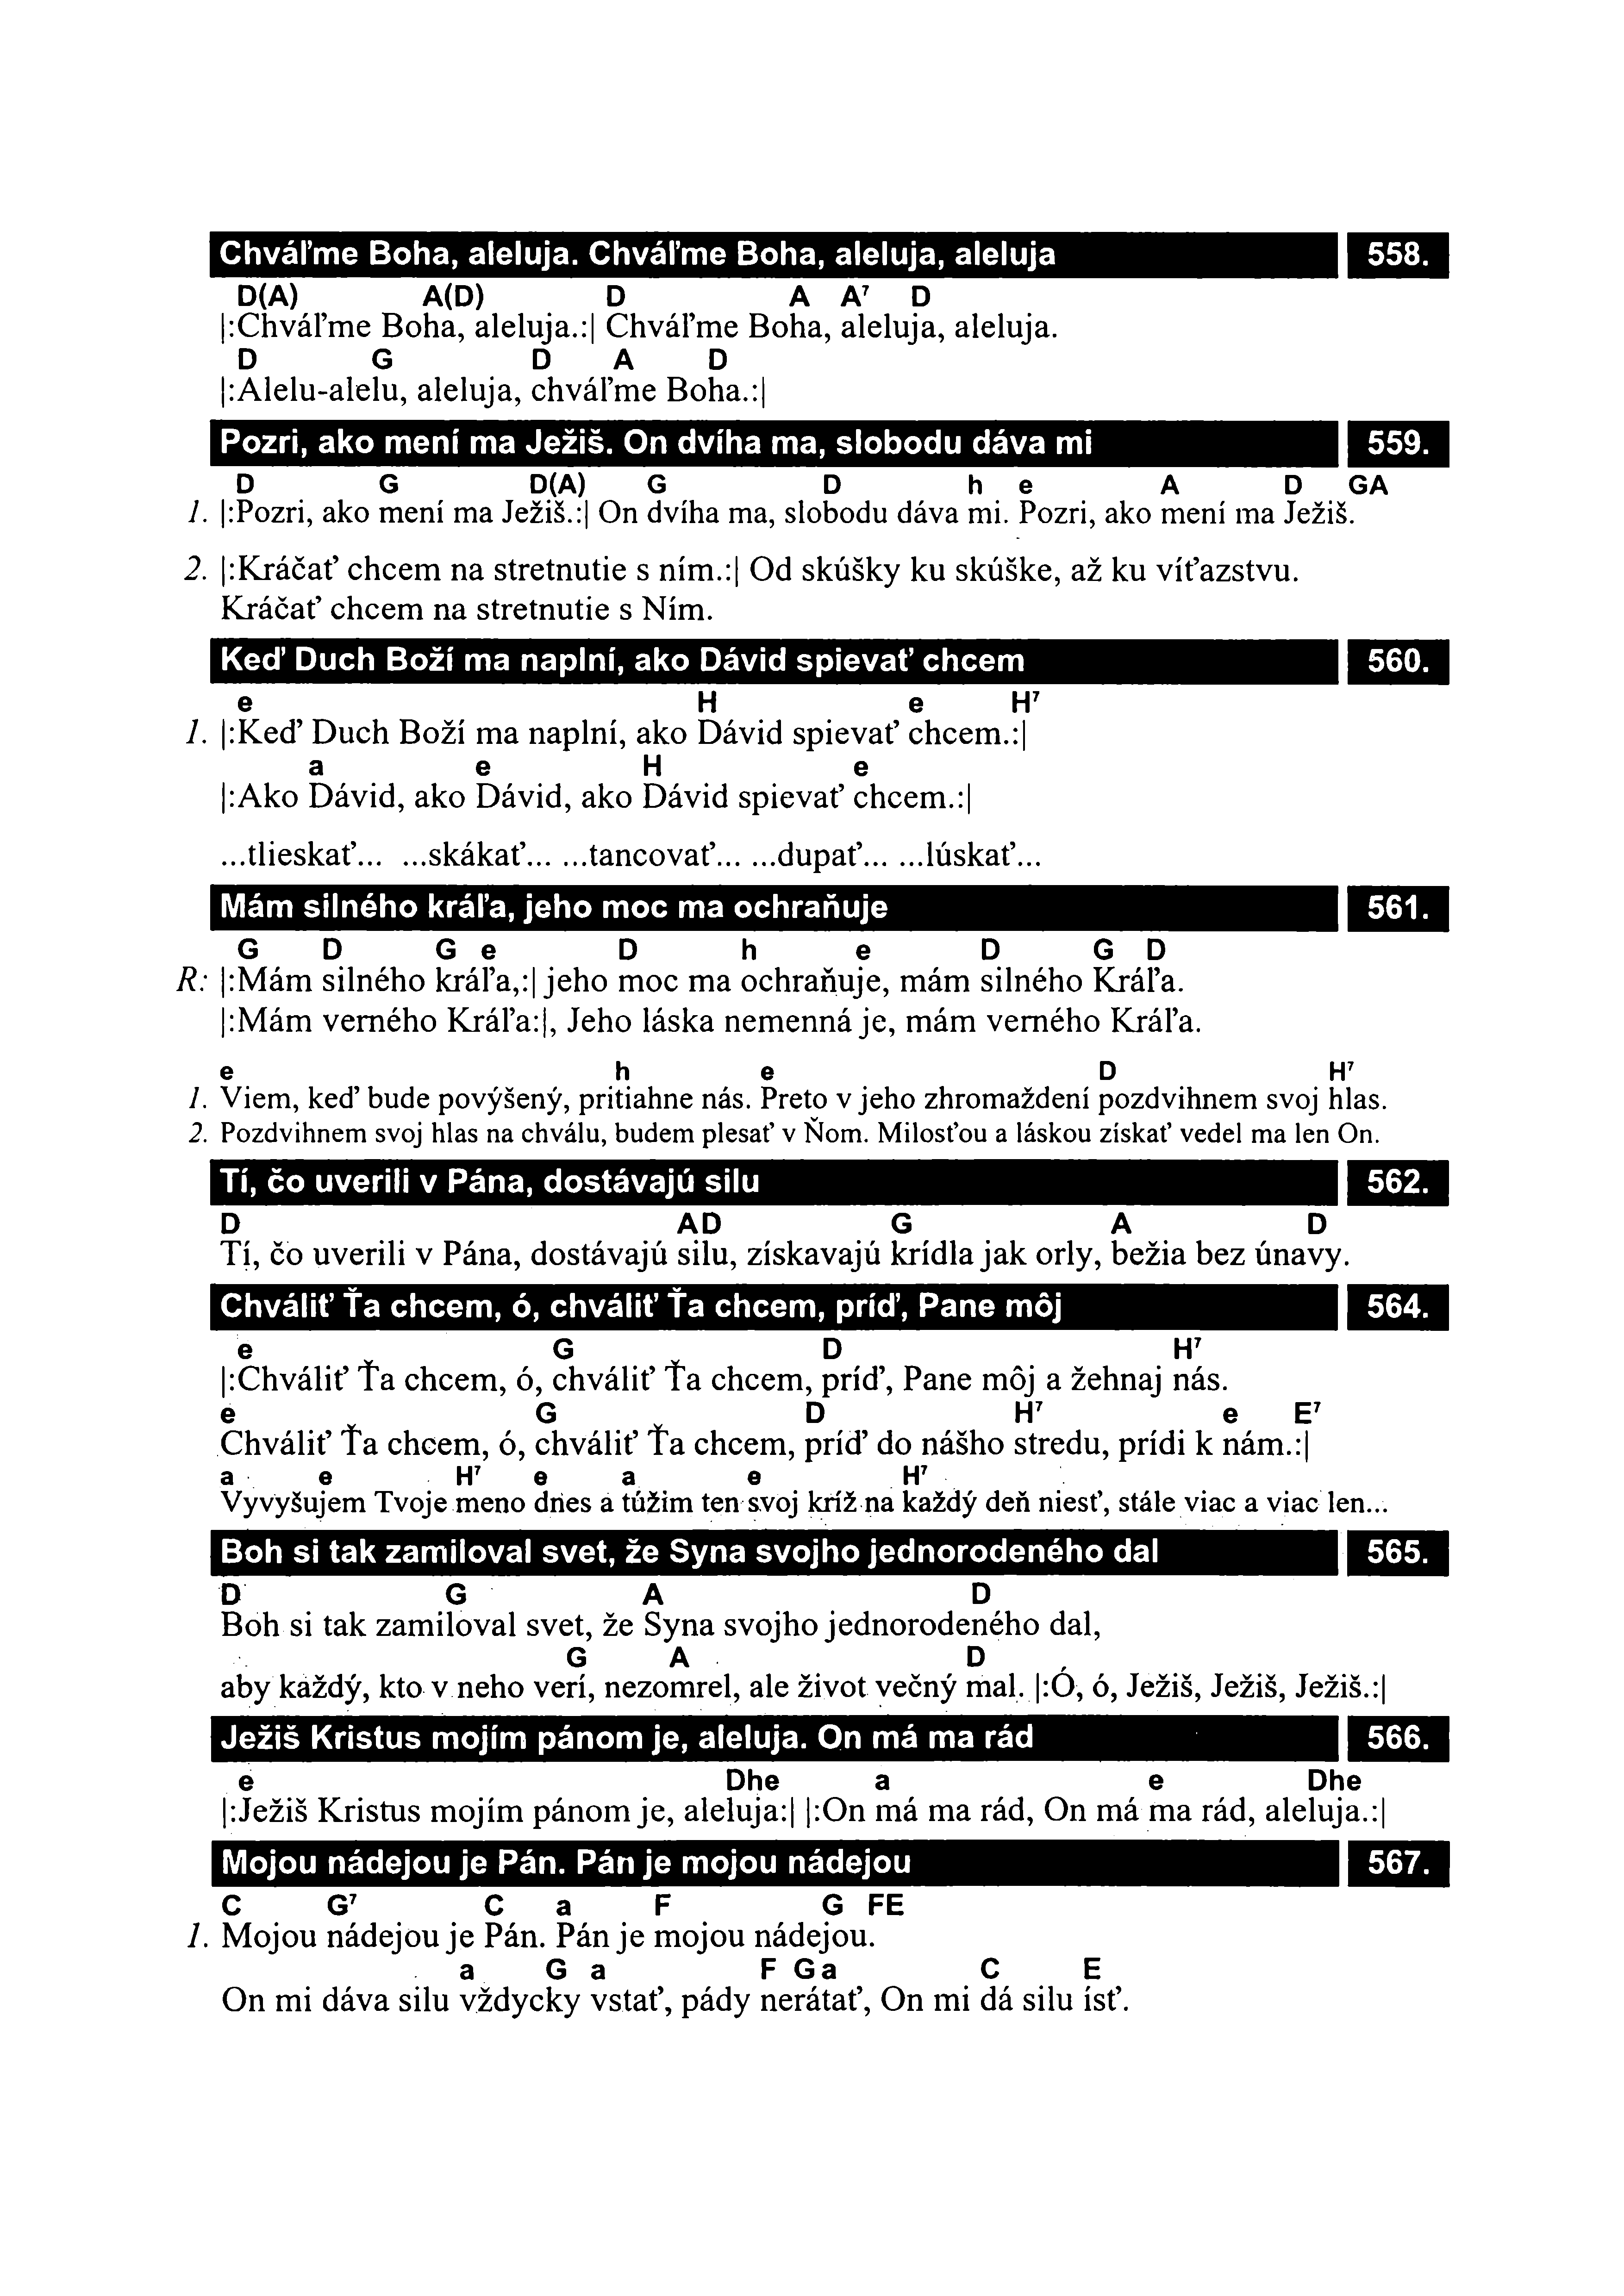 Chváľme Boha, aleluja. Chváľme Boha, aleluja, aleluja 558.
D(A) A(D) D A A⁷ D
|:Chváľme Boha, aleluja.:| Chváľme Boha, aleluja, aleluja.
D G D A D
|:Alelu-alelu, aleluja, chváľme Boha.:|
Pozri, ako mení ma Ježiš. On dvíha ma, slobodu dáva mi 559.
D G D(A) G D h e A D GA
1. |:Pozri, ako mení ma Ježiš.:| On dvíha ma, slobodu dáva mi. Pozri, ako mení ma Ježiš.
2. |:Kráčať chcem na stretnutie s ním.:| Od skúšky ku skúške, až ku víťazstvu.
Kráčať chcem na stretnutie s Ním.
Keď Duch Boží ma naplní, ako Dávid spievať chcem 560.
e H e H⁷
1. |:Keď Duch Boží ma naplní, ako Dávid spievať chcem.:|
a e H e
|:Ako Dávid, ako Dávid, ako Dávid spievať chcem.:|
...tlieskať... ...skákať... ...tancovať... ...dupať... ...lúskať...
Mám silného kráľa, jeho moc ma ochraňuje 561.
G D G e D h e D G D
R: |:Mám silného kráľa,:| jeho moc ma ochraňuje, mám silného Kráľa.
|:Mám verného Kráľa:|, Jeho láska nemenná je, mám verného Kráľa.
e h e D H⁷
1. Viem, keď bude povýšený, pritiahne nás. Preto v jeho zhromaždení pozdvihnem svoj hlas.
2. Pozdvihnem svoj hlas na chválu, budem plesať v Ňom. Milosťou a láskou získať vedel ma len On.
Tí, čo uverili v Pána, dostávajú silu 562.
D AD G A D
Tí, čo uverili v Pána, dostávajú silu, získavajú krídla jak orly, bežia bez únavy.
Chváliť Ťa chcem, ó, chváliť Ťa chcem, príď, Pane môj 564.
e G D H⁷
|:Chváliť Ťa chcem, ó, chváliť Ťa chcem, príď, Pane môj a žehnaj nás.
e G D H⁷ e E⁷
Chváliť Ťa chcem, ó, chváliť Ťa chcem, príď do nášho stredu, prídi k nám.:|
a e H⁷ e a e H⁷
Vyvyšujem Tvoje meno dnes a túžim ten svoj kríž na každý deň niesť, stále viac a viac len...
Boh si tak zamiloval svet, že Syna svojho jednorodeného dal 565.
D G A D
Boh si tak zamiloval svet, že Syna svojho jednorodeného dal,
G A D
aby každý, kto v neho verí, nezomrel, ale život večný mal. |:Ó, ó, Ježiš, Ježiš, Ježiš.:|
Ježiš Kristus mojím pánom je, aleluja. On má ma rád 566.
e Dhe a e Dhe
|:Ježiš Kristus mojím pánom je, aleluja:| |:On má ma rád, On má ma rád, aleluja.:|
Mojou nádejou je Pán. Pán je mojou nádejou 567.
C G⁷ C a F G FE
1. Mojou nádejou je Pán. Pán je mojou nádejou.
a G a F Ga C E
On mi dáva silu vždycky vstať, pády nerátať, On mi dá silu ísť.